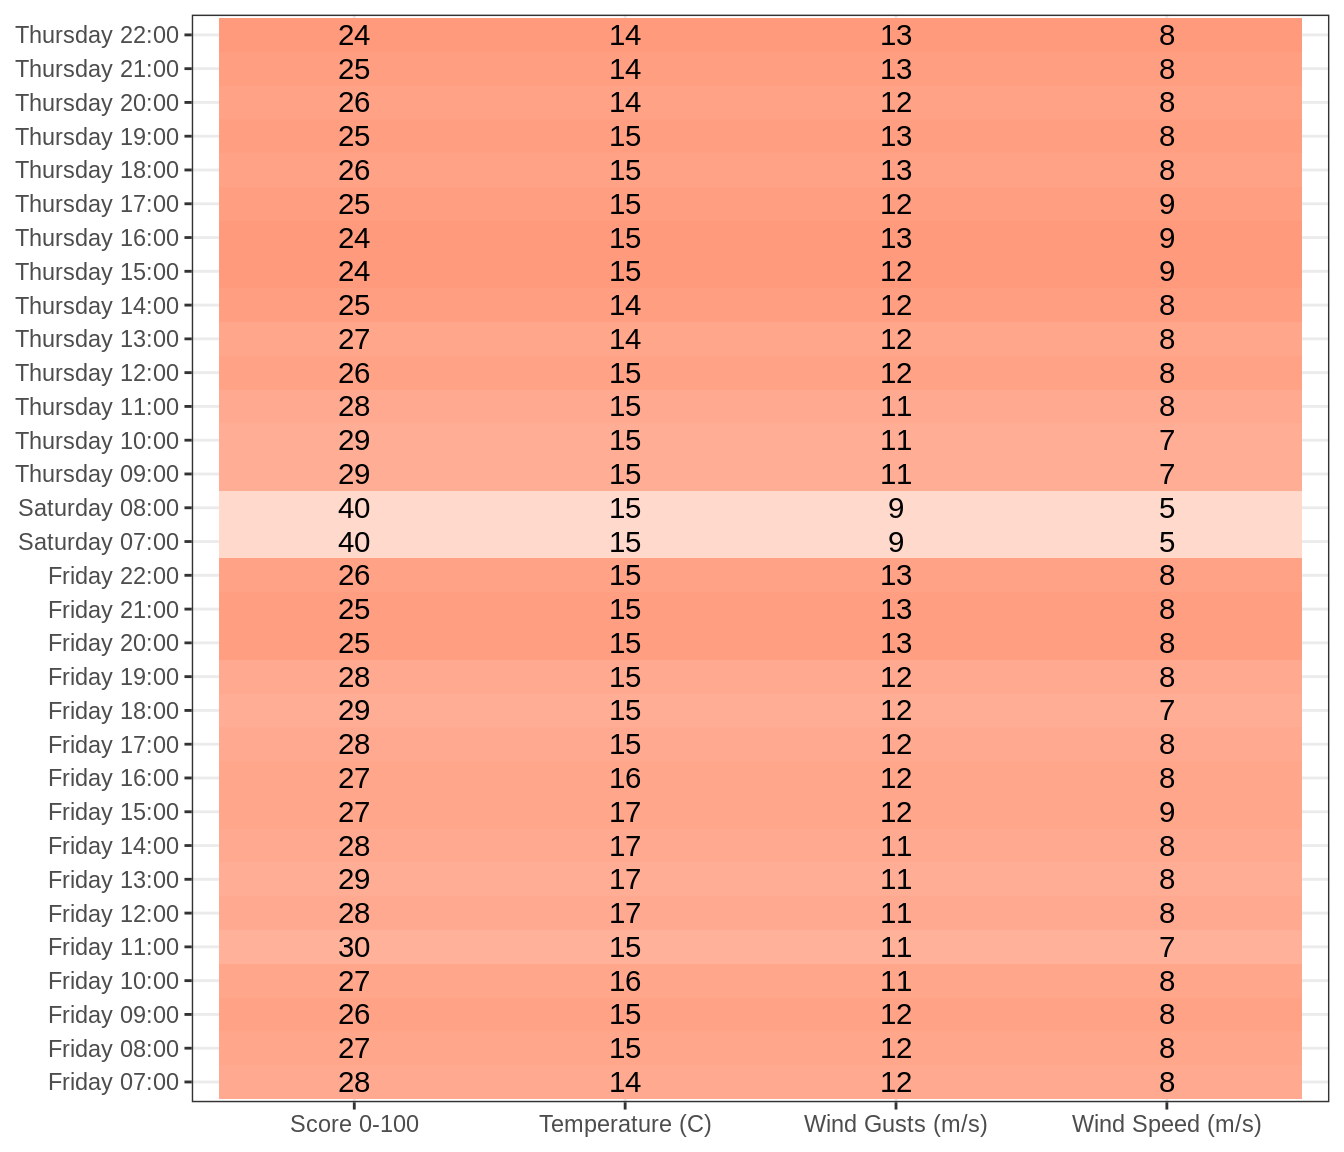 Thursday 22:00 24 14 13 8
Thursday 21:00 25 14 13 8
Thursday 20:00 26 14 12 8
Thursday 19:00 25 15 13 8
Thursday 18:00 26 15 13 8
Thursday 17:00 25 15 12 9
Thursday 16:00 24 15 13 9
Thursday 15:00 24 15 12 9
Thursday 14:00 25 14 12 8
Thursday 13:00 27 14 12 8
Thursday 12:00 26 15 12 8
Thursday 11:00 28 15 11 8
Thursday 10:00 29 15 11 7
Thursday 09:00 29 15 11 7
Saturday 08:00 40 15 9 5
Saturday 07:00 40 15 9 5
Friday 22:00 26 15 13 8
Friday 21:00 25 15 13 8
Friday 20:00 25 15 13 8
Friday 19:00 28 15 12 8
Friday 18:00 29 15 12 7
Friday 17:00 28 15 12 8
Friday 16:00 27 16 12 8
Friday 15:00 27 17 12 9
Friday 14:00 28 17 11 8
Friday 13:00 29 17 11 8
Friday 12:00 28 17 11 8
Friday 11:00 30 15 11 7
Friday 10:00 27 16 11 8
Friday 09:00 26 15 12 8
Friday 08:00 27 15 12 8
Friday 07:00 28 14 12 8
Score 0-100 Temperature (C) Wind Gusts (m/s) Wind Speed (m/s)